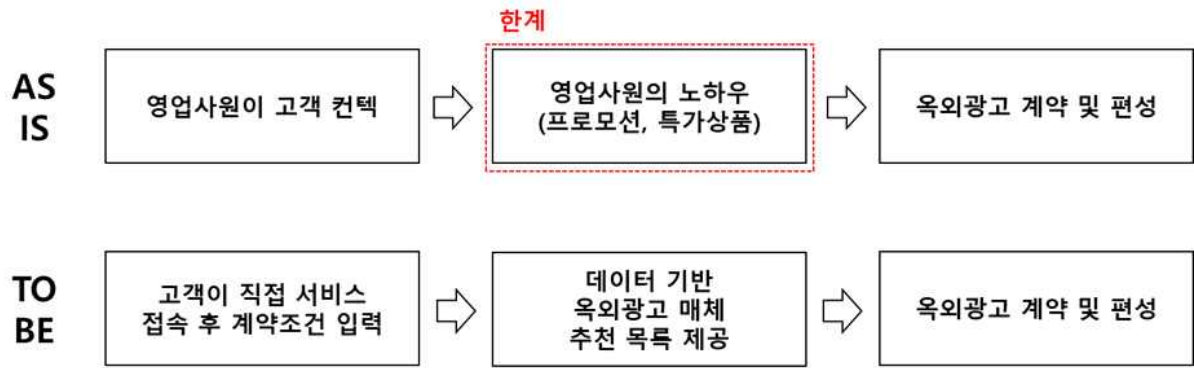 한계
AS
IS
영업사원이 고객 컨텍
영업사원의 노하우
(프로모션, 특가상품)
옥외광고 계약 및 편성
TO
BE
고객이 직접 서비스
접속 후 계약조건 입력
데이터 기반
옥외광고 매체
추천 목록 제공
옥외광고 계약 및 편성